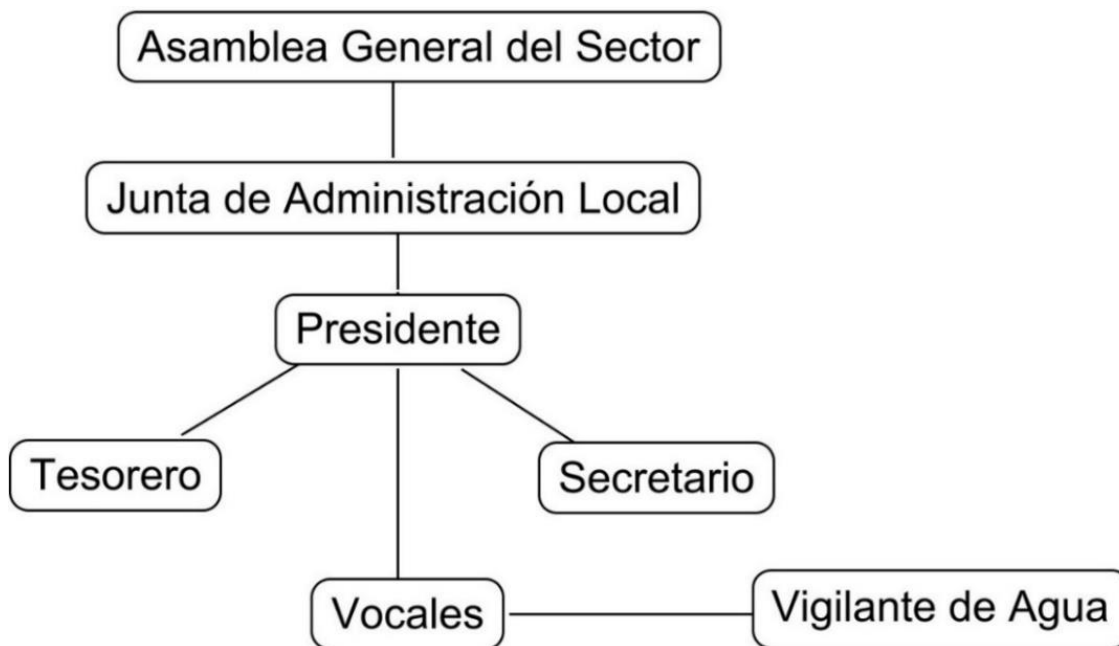 Asamblea General del Sector
Junta de Administración Local
Presidente
Tesorero
Secretario
Vocales
Vigilante de Agua